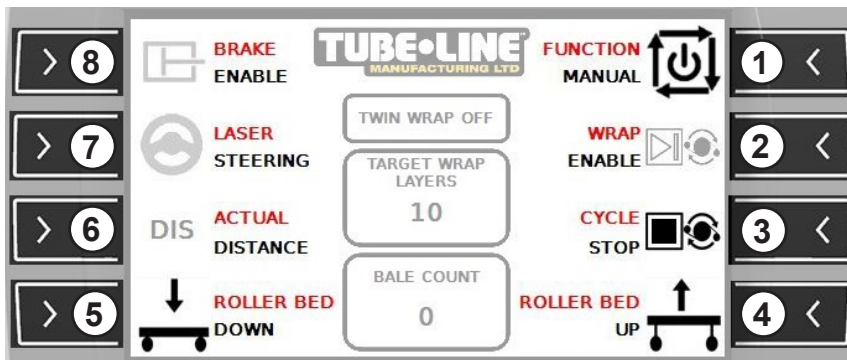 8
BRAKE
ENABLE
TUBE•LINE
MANUFACTURING LTD
FUNCTION
MANUAL
1
7
LASER
STEERING
TWIN WRAP OFF
WRAP
ENABLE
2
6
DIS
ACTUAL
DISTANCE
TARGET WRAP
LAYERS
10
CYCLE
STOP
3
5
ROLLER BED
DOWN
BALE COUNT
0
ROLLER BED
UP
4